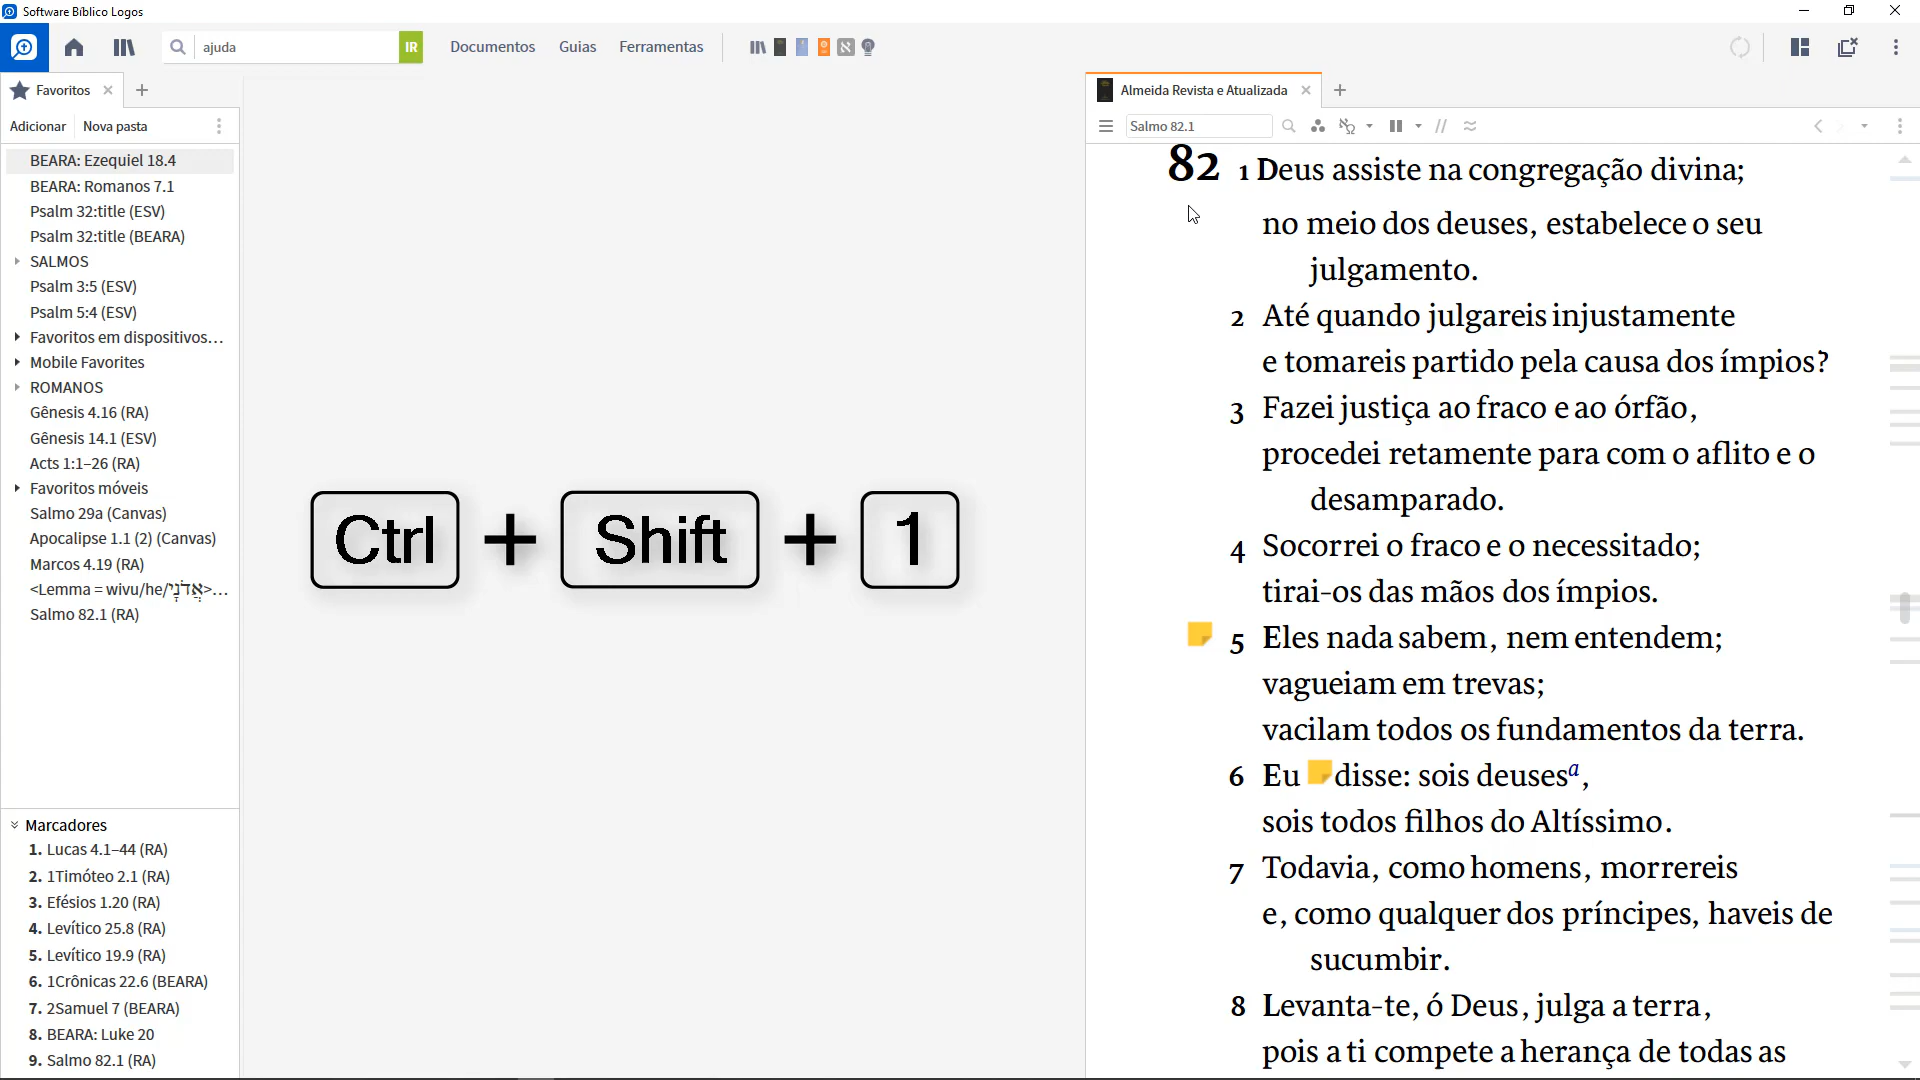 Software Bíblico Logos
ajuda
IR
Documentos
Guias
Ferramentas
Favoritos
Adicionar
Nova pasta
BEARA: Ezequiel 18.4
BEARA: Romanos 7.1
Psalm 32:title (ESV)
Psalm 32:title (BEARA)
SALMOS
Psalm 3:5 (ESV)
Psalm 5:4 (ESV)
Favoritos em dispositivos...
Mobile Favorites
ROMANOS
Gênesis 4.16 (RA)
Gênesis 14.1 (ESV)
Acts 1:1–26 (RA)
Favoritos móveis
Salmo 29a (Canvas)
Apocalipse 1.1 (2) (Canvas)
Marcos 4.19 (RA)
<Lemma = wivu/he/אֲדֹנָי>...
Salmo 82.1 (RA)
Marcadores
1. Lucas 4.1–44 (RA)
2. 1Timóteo 2.1 (RA)
3. Efésios 1.20 (RA)
4. Levítico 25.8 (RA)
5. Levítico 19.9 (RA)
6. 1Crônicas 22.6 (BEARA)
7. 2Samuel 7 (BEARA)
8. BEARA: Luke 20
9. Salmo 82.1 (RA)
Ctrl + Shift + 1
Almeida Revista e Atualizada
Salmo 82.1
82 1 Deus assiste na congregação divina;
no meio dos deuses, estabelece o seu
julgamento.
2 Até quando julgareis injustamente
e tomareis partido pela causa dos ímpios?
3 Fazei justiça ao fraco e ao órfão,
procedei retamente para com o aflito e o
desamparado.
4 Socorrei o fraco e o necessitado;
tirai-os das mãos dos ímpios.
5 Eles nada sabem, nem entendem;
vagueiam em trevas;
vacilam todos os fundamentos da terra.
6 Eu disse: sois deusesa,
sois todos filhos do Altíssimo.
7 Todavia, como homens, morrereis
e, como qualquer dos príncipes, haveis de
sucumbir.
8 Levanta-te, ó Deus, julga a terra,
pois a ti compete a herança de todas as